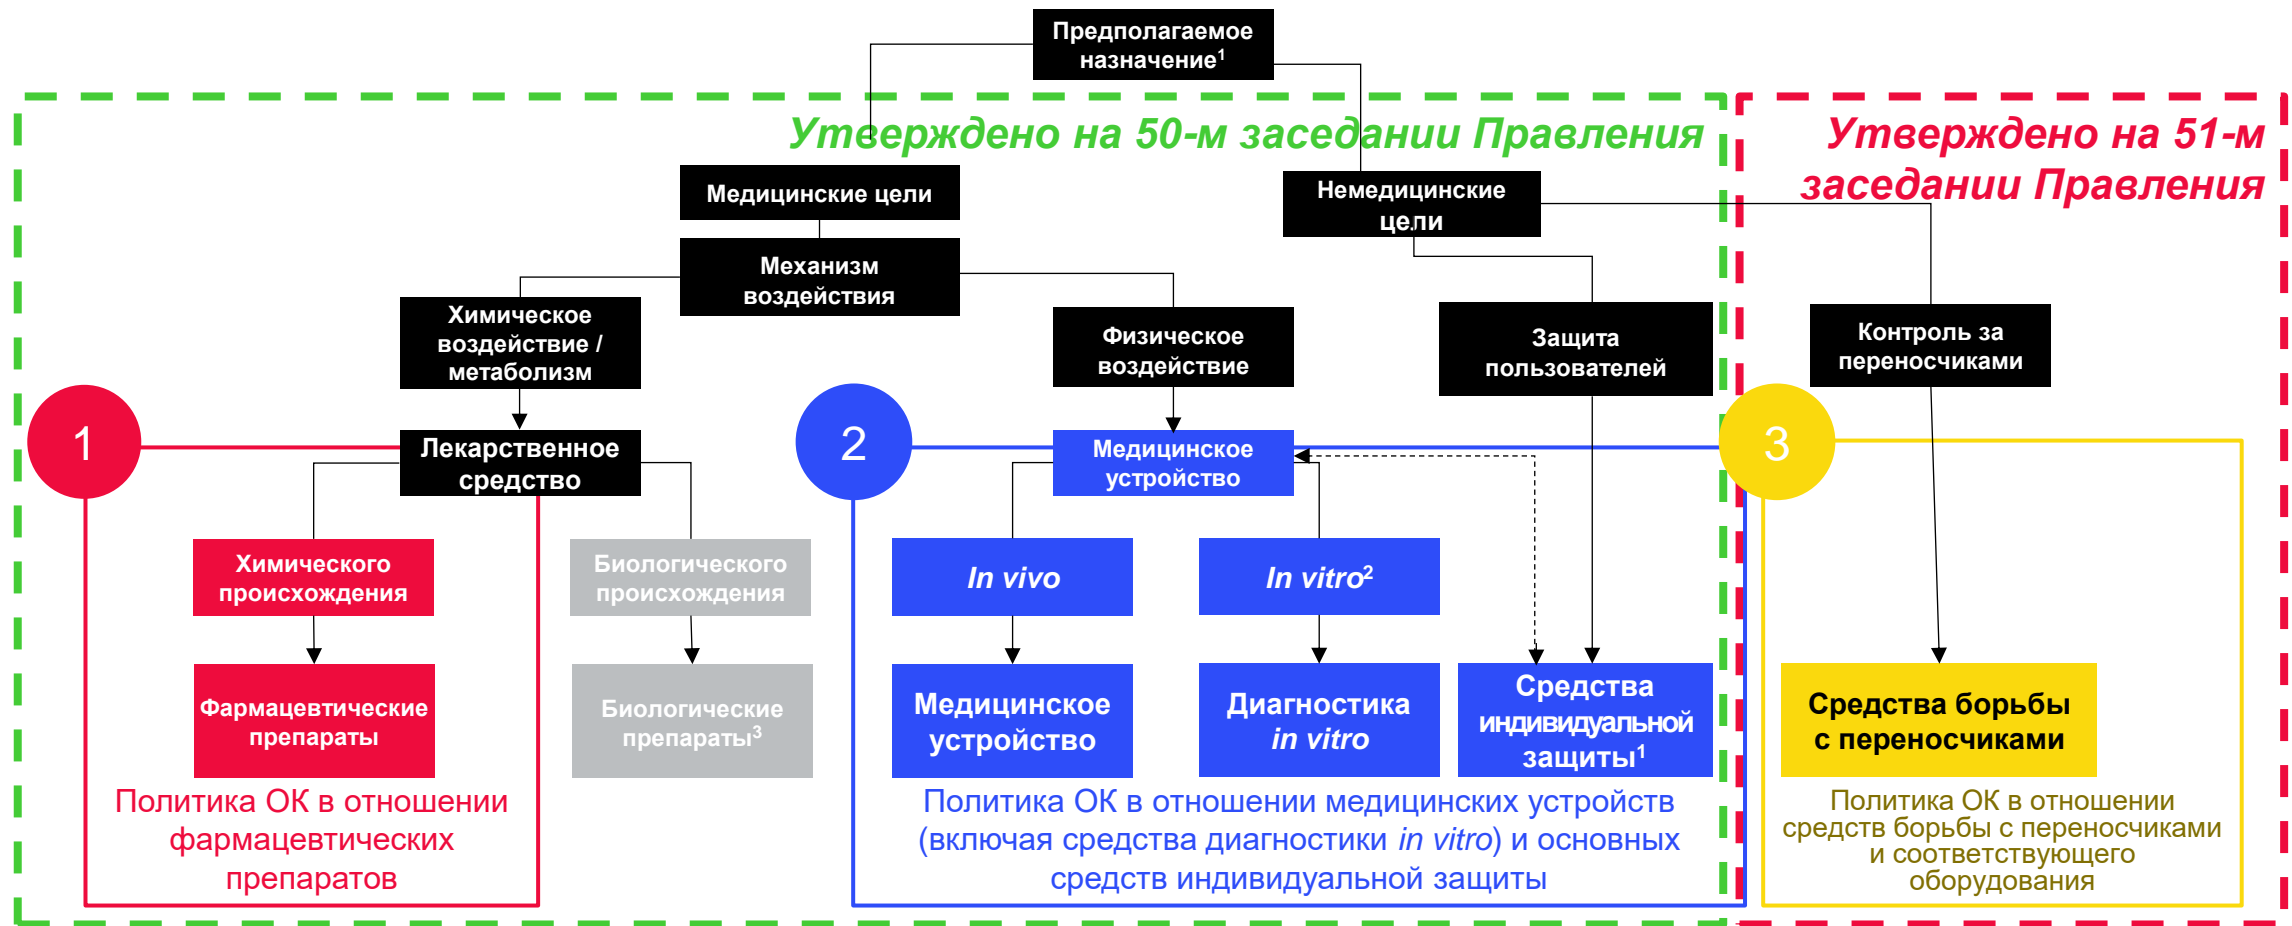 Предполагаемое
назначение¹
Утверждено на 50-м заседании Правления
Утверждено на 51-м
заседании Правления
Медицинские цели
Немедицинские
цели
Механизм
воздействия
Химическое
воздействие /
метаболизм
Физическое
воздействие
Защита
пользователей
Контроль за
переносчиками
1
2
3
Лекарственное
средство
Медицинское
устройство
Химического
происхождения
Биологического
происхождения
In vivo
In vitro²
Фармацевтические
препараты
Биологические
препараты³
Медицинское
устройство
Диагностика
in vitro
Средства
индивидуальной
защиты¹
Средства борьбы
с переносчиками
Политика ОК в отношении
фармацевтических
препаратов
Политика ОК в отношении медицинских устройств
(включая средства диагностики in vitro) и основных
средств индивидуальной защиты
Политика ОК в отношении
средств борьбы с переносчиками
и соответствующего
оборудования